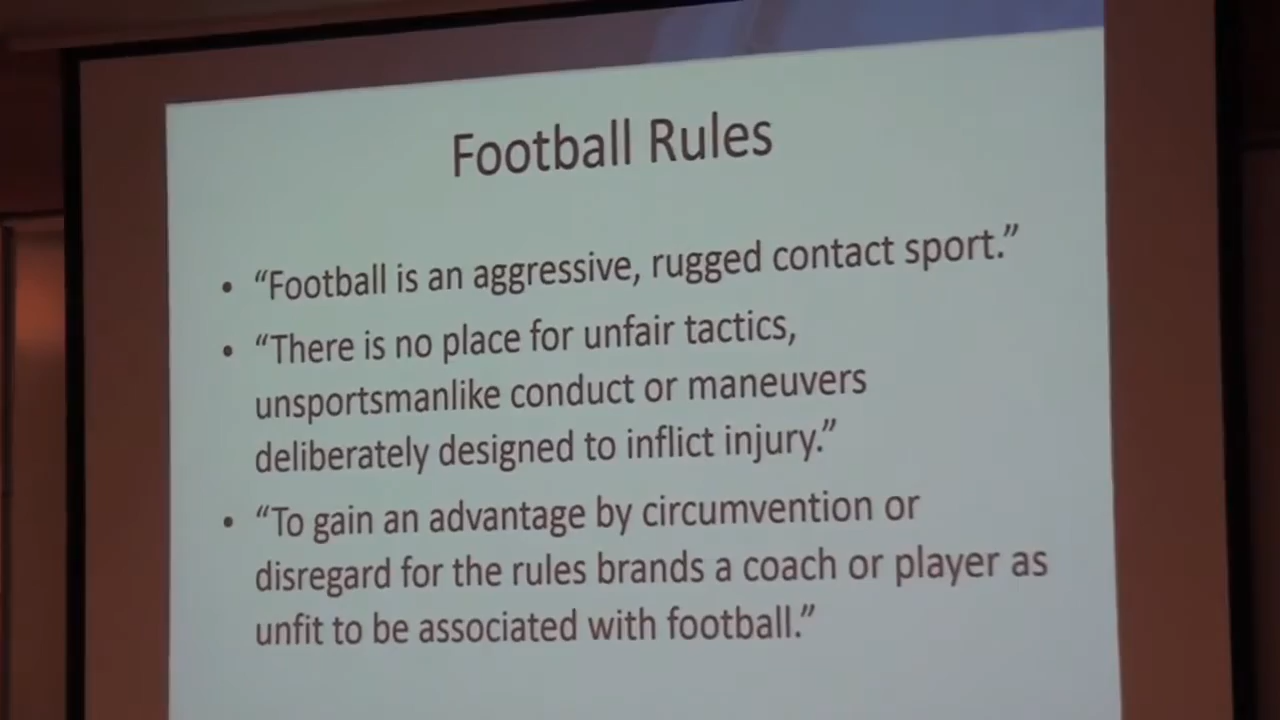 Football Rules
• “Football is an aggressive, rugged contact sport.”
• “There is no place for unfair tactics,
unsportsmanlike conduct or maneuvers
deliberately designed to inflict injury.”
• “To gain an advantage by circumvention or
disregard for the rules brands a coach or player as
unfit to be associated with football.”